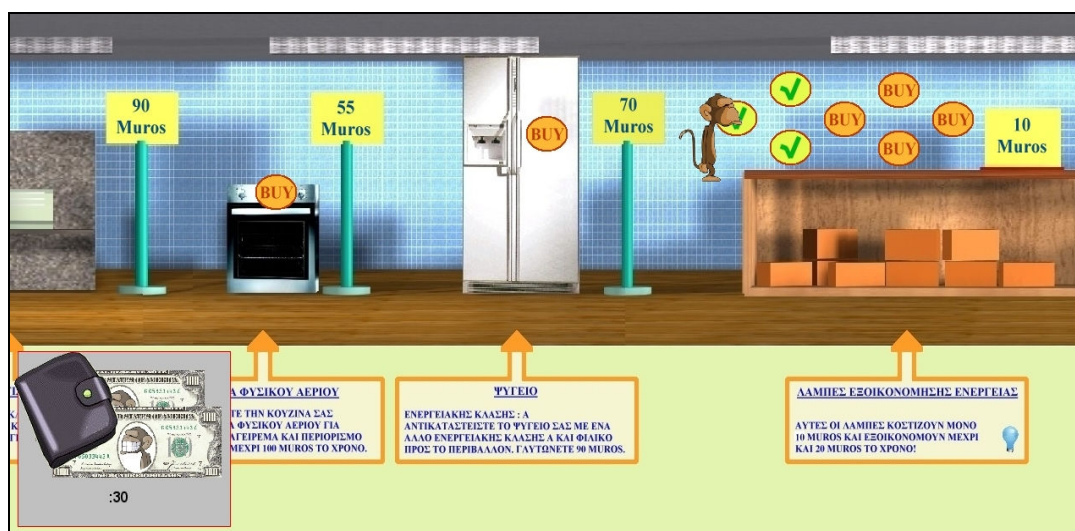 90
Muros
55
Muros
70
Muros
10
Muros
BUY
BUY
BUY
BUY
BUY
BUY
Α ΦΥΣΙΚΟΥ ΑΕΡΙΟΥ
ΤΕ ΤΗΝ ΚΟΥΖΙΝΑ ΣΑΣ
Α ΦΥΣΙΚΟΥ ΑΕΡΙΟΥ ΓΙΑ
ΑΓΕΙΡΕΜΑ ΚΑΙ ΠΕΡΙΟΡΙΣΜΟ
ΜΕΧΡΙ 100 MUROS ΤΟ ΧΡΟΝΟ.
ΨΥΓΕΙΟ
ΕΝΕΡΓΕΙΑΚΗΣ ΚΛΑΣΗΣ : Α
ΑΝΤΙΚΑΤΑΣΤΕΙΣΤΕ ΤΟ ΨΥΓΕΙΟ ΣΑΣ ΜΕ ΕΝΑ
ΑΛΛΟ ΕΝΕΡΓΕΙΑΚΗΣ ΚΛΑΣΗΣ Α ΚΑΙ ΦΙΛΙΚΟ
ΠΡΟΣ ΤΟ ΠΕΡΙΒΑΛΛΟΝ. ΓΛΥΤΩΝΕΤΕ 90 MUROS.
ΛΑΜΠΕΣ ΕΞΟΙΚΟΝΟΜΗΣΗΣ ΕΝΕΡΓΕΙΑΣ
ΑΥΤΕΣ ΟΙ ΛΑΜΠΕΣ ΚΟΣΤΙΖΟΥΝ ΜΟΝΟ
10 MUROS ΚΑΙ ΕΞΟΙΚΟΝΟΜΟΥΝ ΜΕΧΡΙ
ΚΑΙ 20 MUROS ΤΟ ΧΡΟΝΟ!
:30